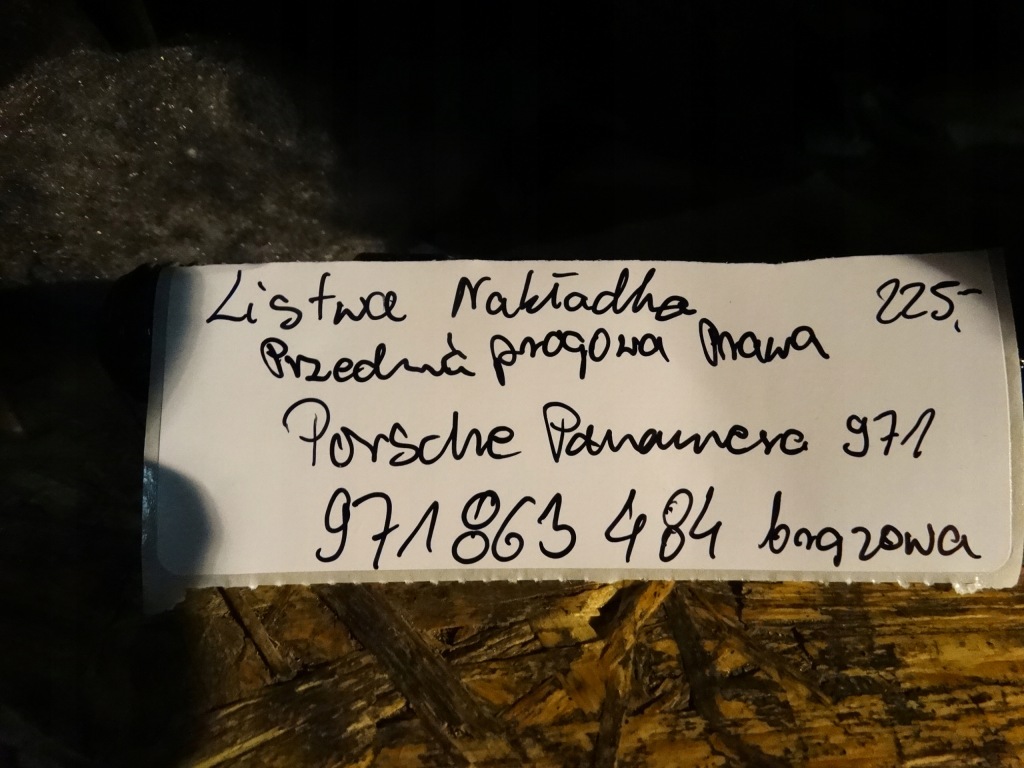 Listwa Nakładka 225,-
Przednia progowa prawa
Porsche Panamera 971
971 863 484 brązowa